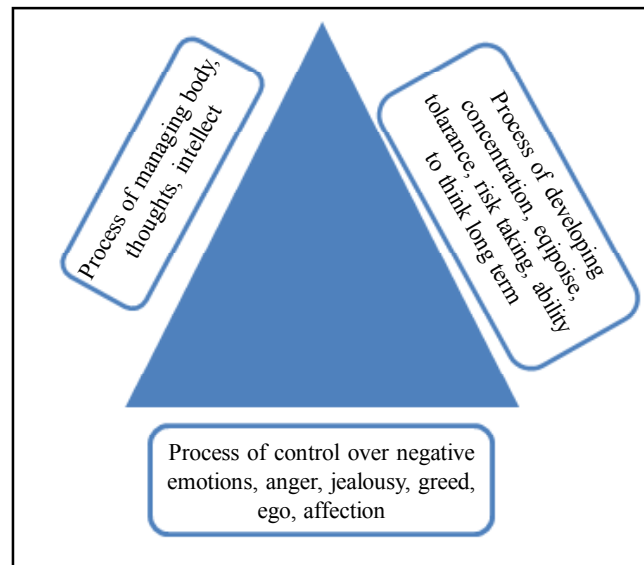 Process of managing body,
thoughts, intellect
Process of developing
concentration, eqipoise,
tolarance, risk taking, ability
to think long term
Process of control over negative
emotions, anger, jealousy, greed,
ego, affection